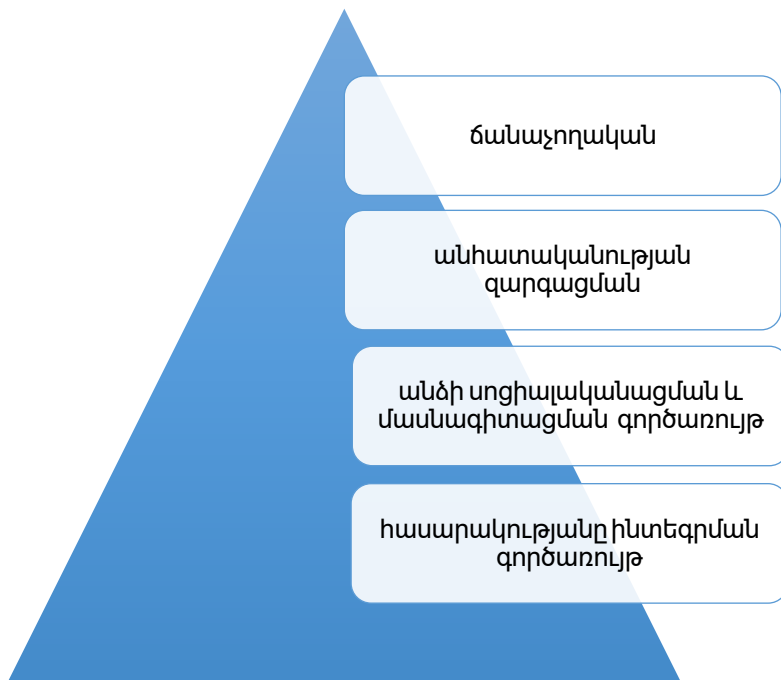 ճանաչողական
անհատականության
զարգացման
անձի սոցիալականացման և
մասնագիտացման գործառույթ
հասարակությանը ինտեգրման
գործառույթ